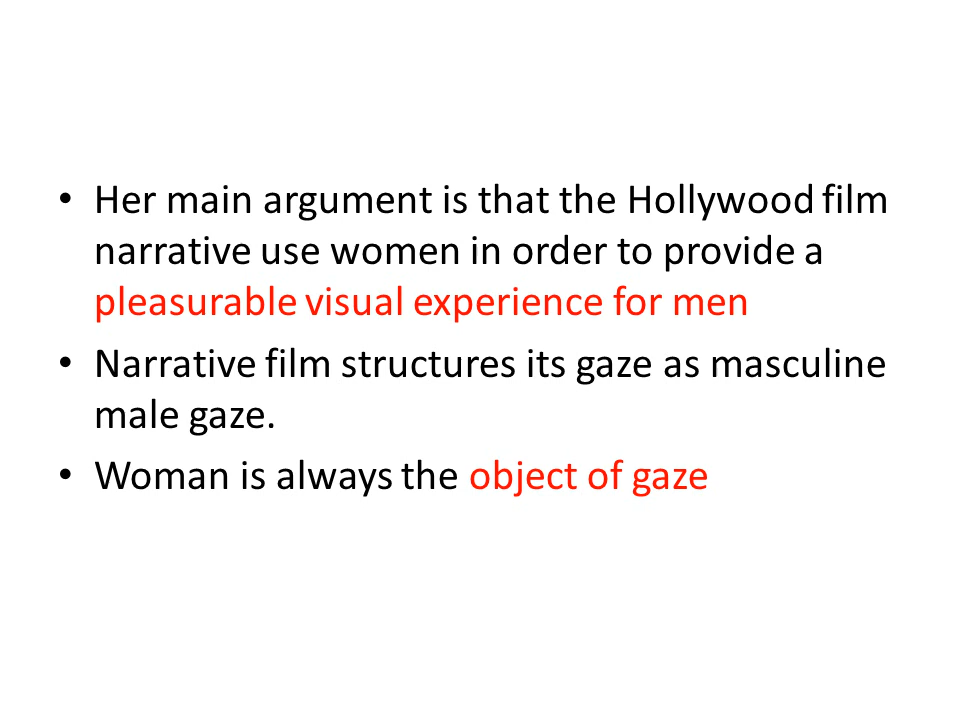 • Her main argument is that the Hollywood film
narrative use women in order to provide a
pleasurable visual experience for men
• Narrative film structures its gaze as masculine
male gaze.
• Woman is always the object of gaze